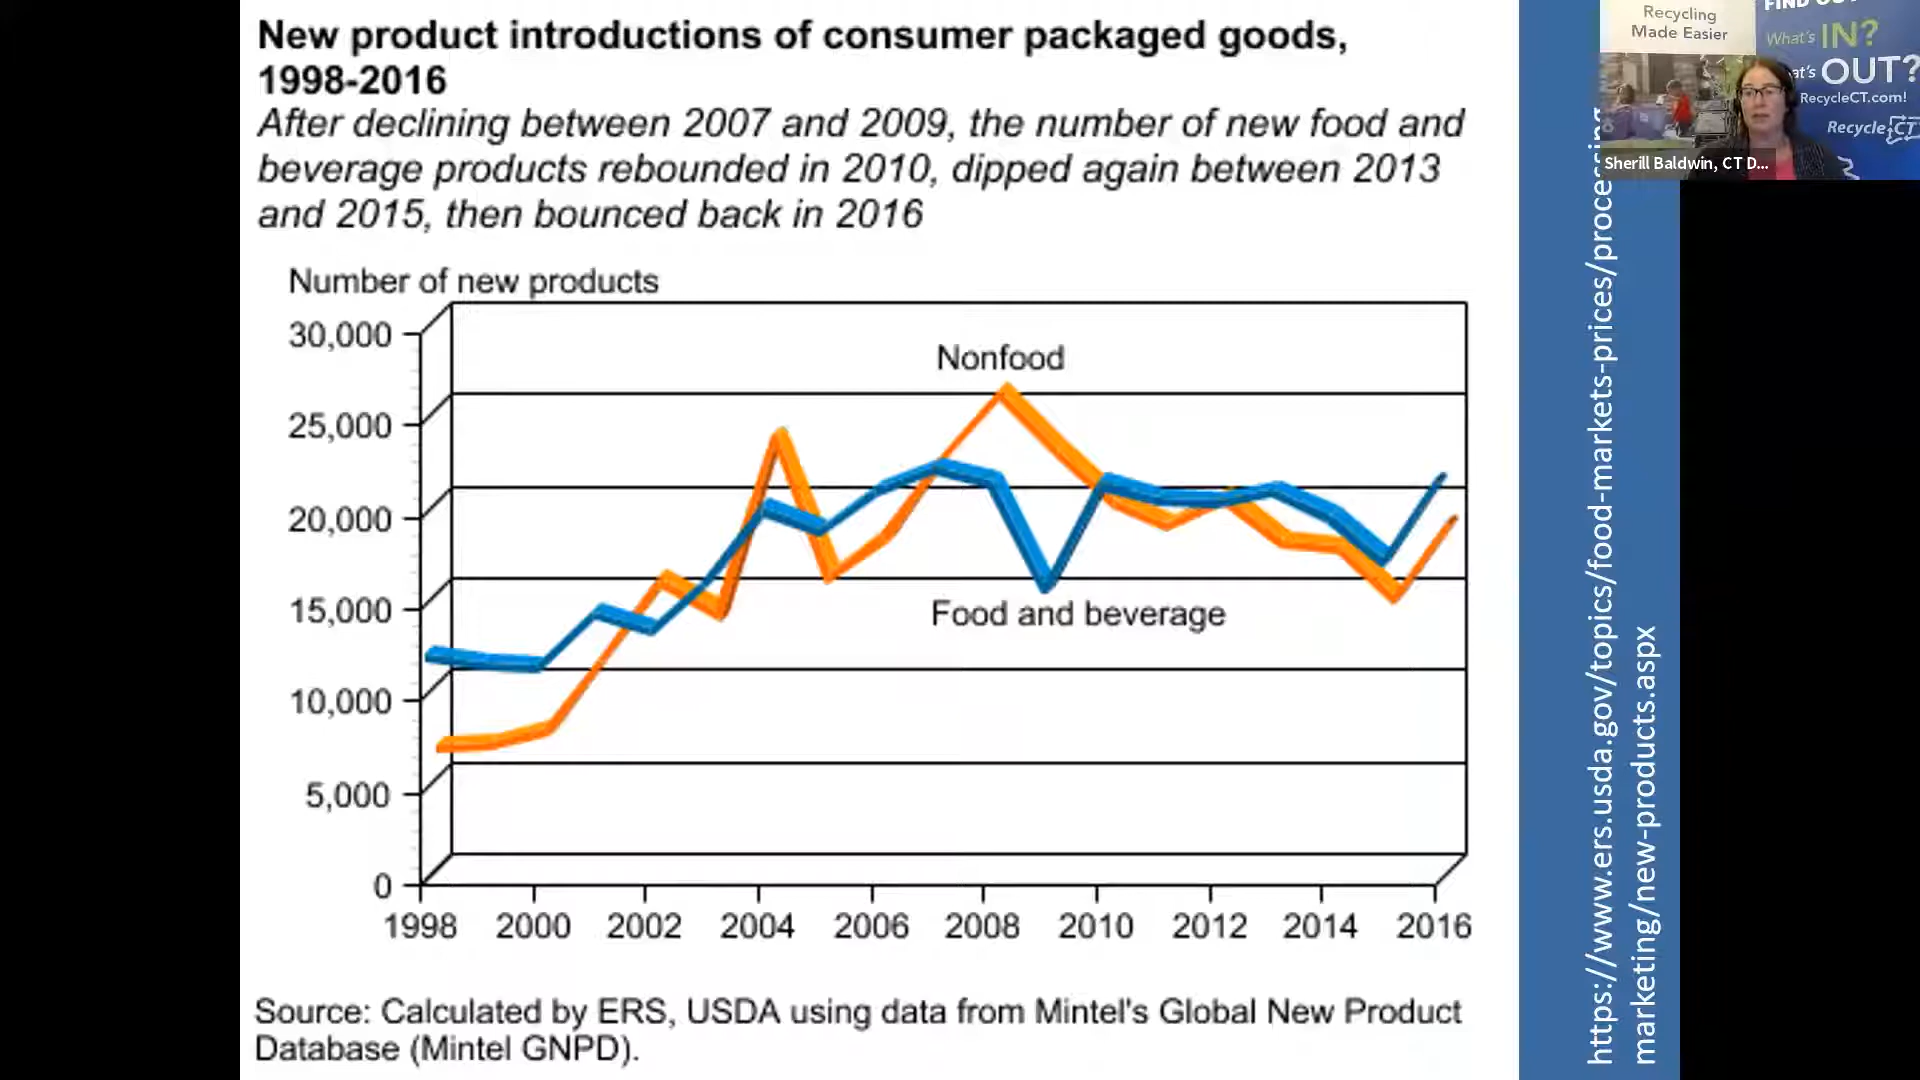 New product introductions of consumer packaged goods,
1998-2016
After declining between 2007 and 2009, the number of new food and
beverage products rebounded in 2010, dipped again between 2013
and 2015, then bounced back in 2016
Number of new products
30,000
25,000
20,000
15,000
10,000
5,000
0
Nonfood
Food and beverage
1998 2000 2002 2004 2006 2008 2010 2012 2014 2016
Source: Calculated by ERS, USDA using data from Mintel's Global New Product
Database (Mintel GNPD).
https://www.ers.usda.gov/topics/food-markets-prices/processing
marketing/new-products.aspx
Recycling
Made Easier
FIND
What's IN?
OUT?
RecycleCT.com!
RecycleCT
Sherill Baldwin, CT D...